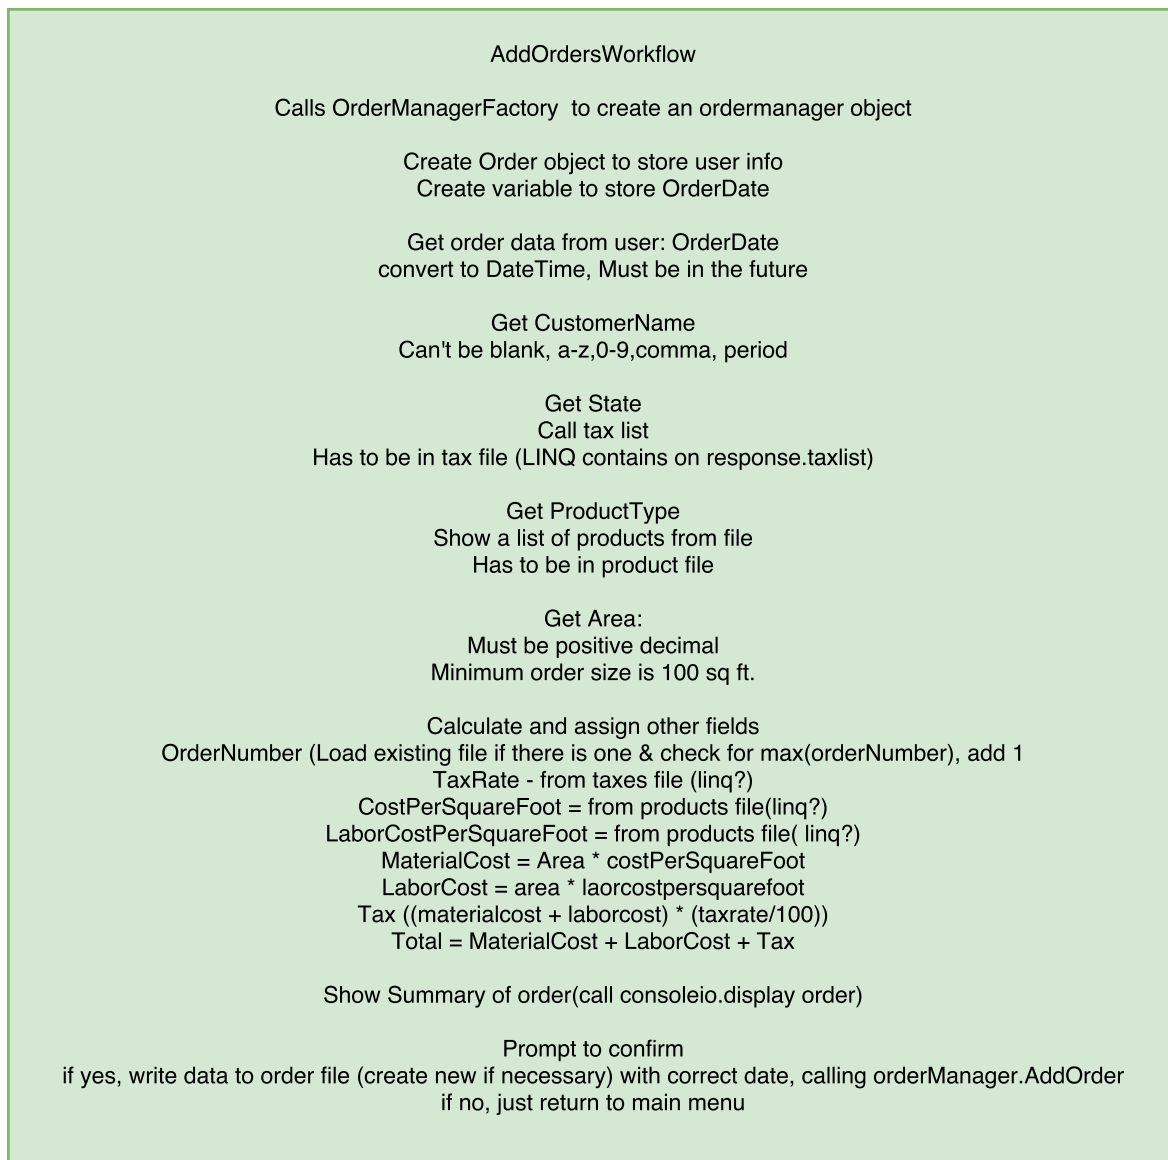 AddOrdersWorkflow
Calls OrderManagerFactory  to create an ordermanager object
Create Order object to store user info
Create variable to store OrderDate
Get order data from user: OrderDate
convert to DateTime, Must be in the future
Get CustomerName
Can't be blank, a-z,0-9,comma, period
Get State
Call tax list
Has to be in tax file (LINQ contains on response.taxlist)
Get ProductType
Show a list of products from file
Has to be in product file
Get Area:
Must be positive decimal
Minimum order size is 100 sq ft.
Calculate and assign other fields
OrderNumber (Load existing file if there is one & check for max(orderNumber), add 1
TaxRate - from taxes file (linq?)
CostPerSquareFoot = from products file(linq?)
LaborCostPerSquareFoot = from products file( linq?)
MaterialCost = Area * costPerSquareFoot
LaborCost = area * laorcostpersquarefoot
Tax ((materialcost + laborcost) * (taxrate/100))
Total = MaterialCost + LaborCost + Tax
Show Summary of order(call consoleio.display order)
Prompt to confirm
if yes, write data to order file (create new if necessary) with correct date, calling orderManager.AddOrder
if no, just return to main menu